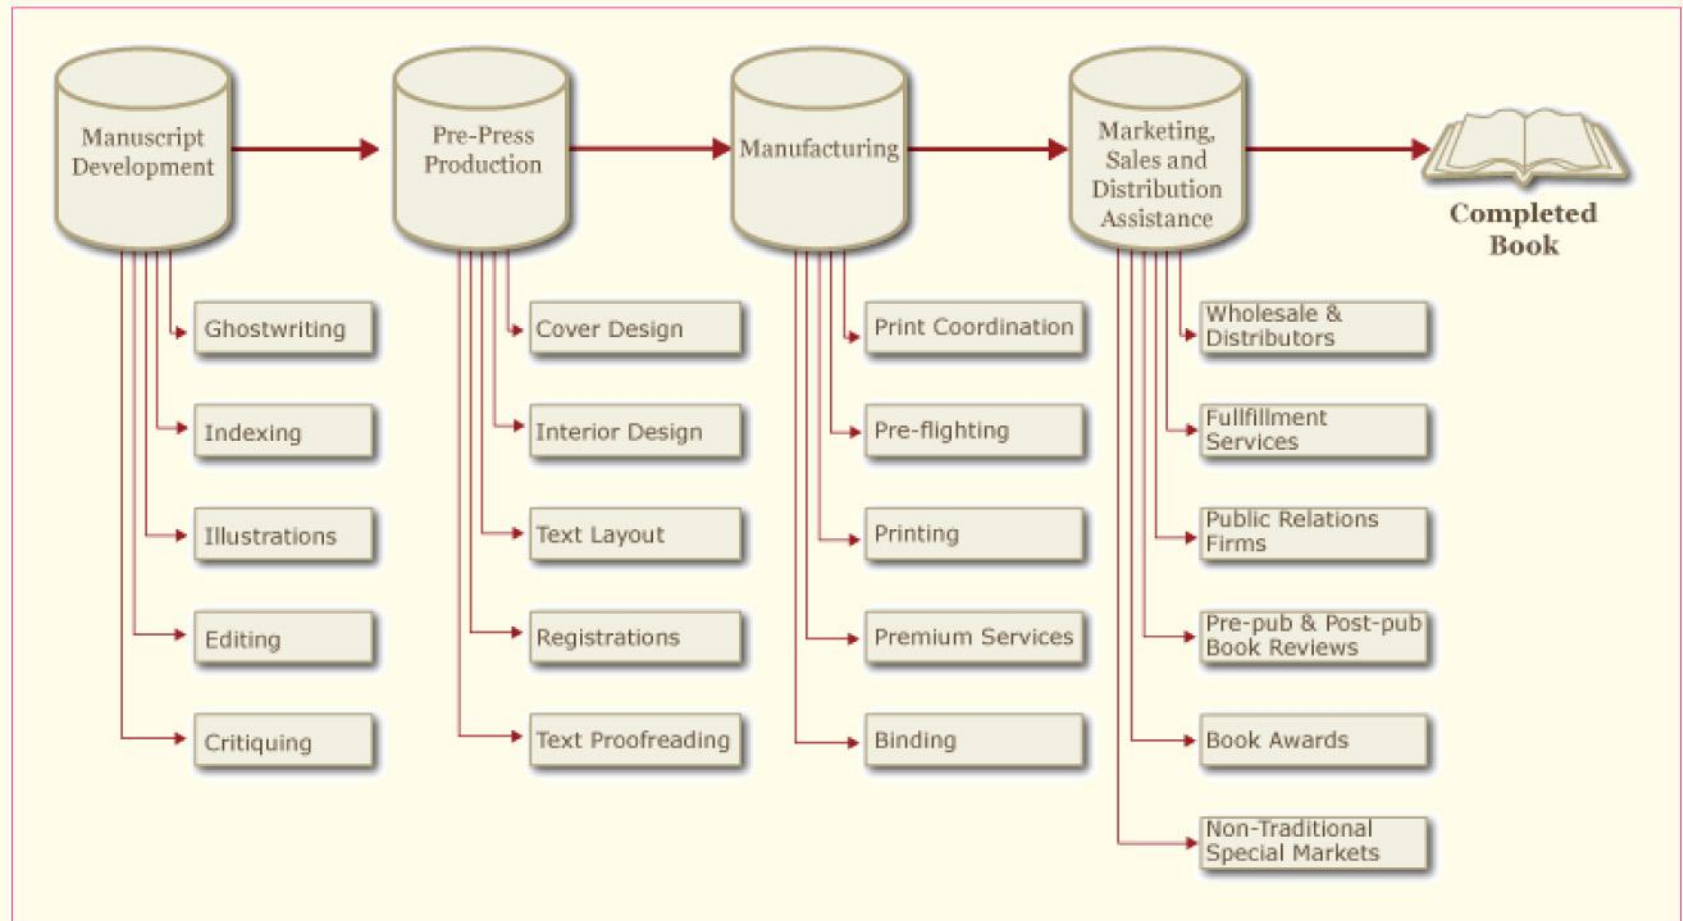 Manuscript
Development
Pre-Press
Production
Manufacturing
Marketing,
Sales and
Distribution
Assistance
Completed
Book
Ghostwriting
Indexing
Illustrations
Editing
Critiquing
Cover Design
Interior Design
Text Layout
Registrations
Text Proofreading
Print Coordination
Pre-flighting
Printing
Premium Services
Binding
Wholesale &
Distributors
Fullfillment
Services
Public Relations
Firms
Pre-pub & Post-pub
Book Reviews
Book Awards
Non-Traditional
Special Markets